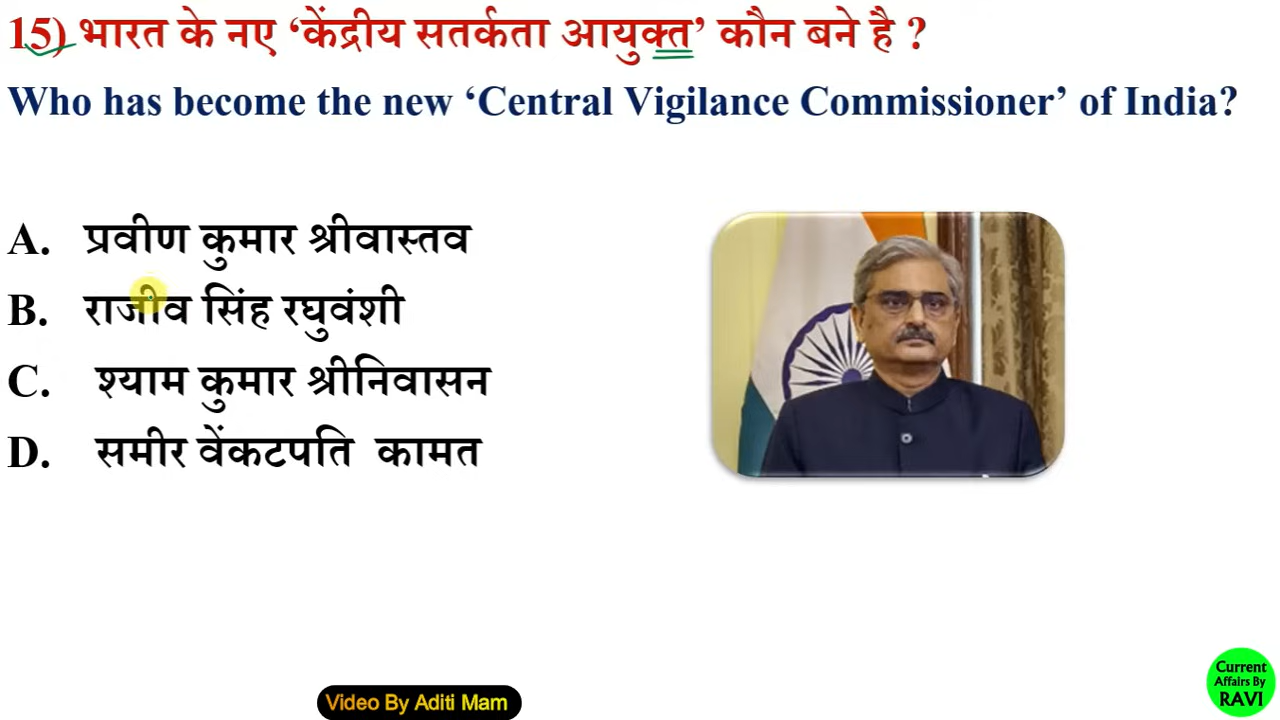 15) भारत के नए ‘केंद्रीय सतर्कता आयुक्त’ कौन बने है ?
Who has become the new ‘Central Vigilance Commissioner’ of India?
A. प्रवीण कुमार श्रीवास्तव
B. राजीव सिंह रघुवंशी
C. श्याम कुमार श्रीनिवासन
D. समीर वेंकटपति कामत
Video By Aditi Mam
Current
Affairs By
RAVI